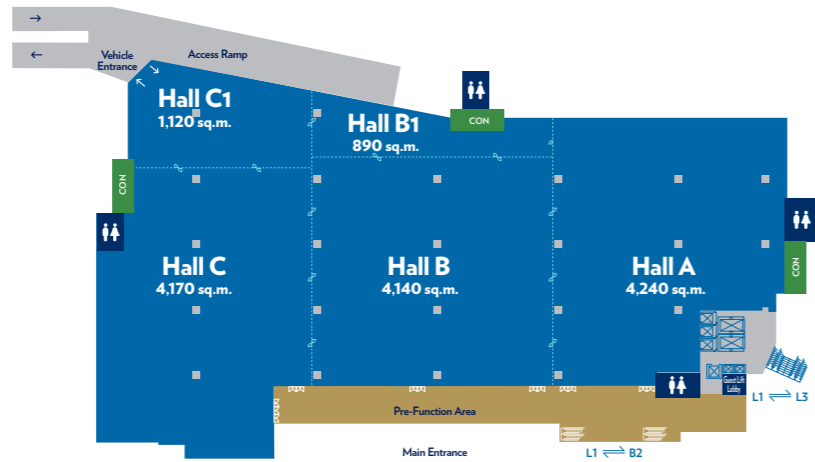 Vehicle
Entrance
Access Ramp
Hall C1
1,120 sq.m.
Hall B1
890 sq.m.
CON
CON
Hall C
4,170 sq.m.
Hall B
4,140 sq.m.
Hall A
4,240 sq.m.
CON
Guest Lift
Lobby
L1 ⇌ L3
Pre-Function Area
Main Entrance
L1 ⇌ B2